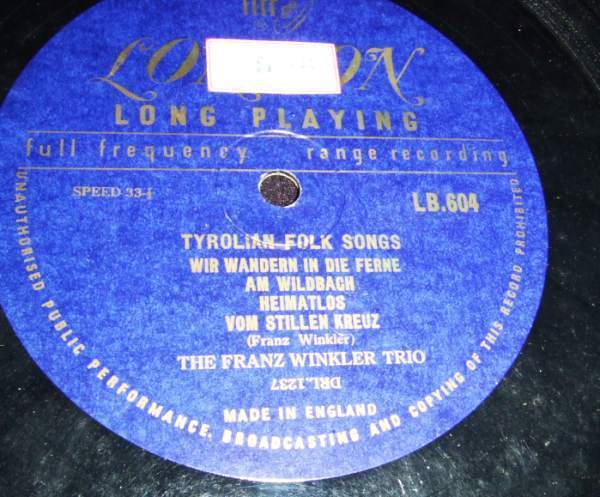 ffrr
LONG PLAYING
full frequency range recording
SPEED 33⅓
LB.604
TYROLIAN FOLK SONGS
WIR WANDERN IN DIE FERNE
AM WILDBACH
HEIMATLOS
VOM STILLEN KREUZ
(Franz Winkler)
THE FRANZ WINKLER TRIO
DRL.1237
MADE IN ENGLAND
UNAUTHORISED PUBLIC PERFORMANCE, BROADCASTING AND COPYING OF THIS RECORD PROHIBITED